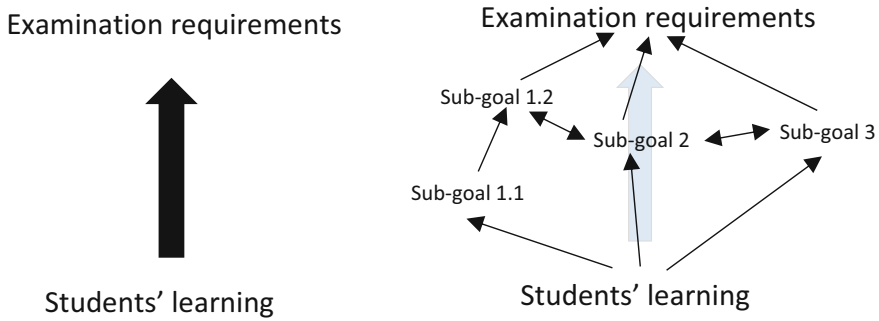 Examination requirements
Students’ learning
Examination requirements
Sub-goal 1.2
Sub-goal 2
Sub-goal 3
Sub-goal 1.1
Students’ learning